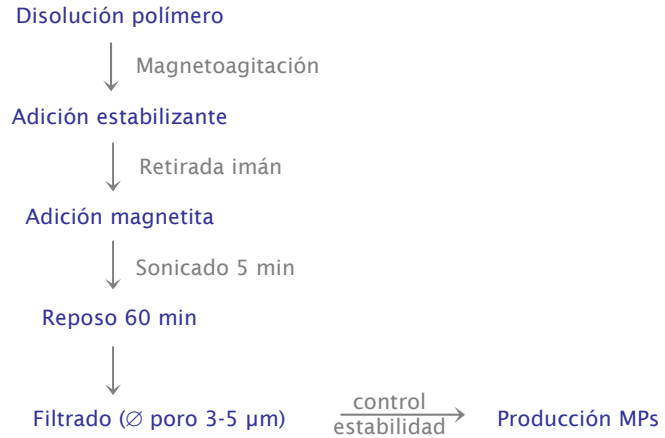 Disolución polímero
Magnetoagitación
Adición estabilizante
Retirada imán
Adición magnetita
Sonicado 5 min
Reposo 60 min
Filtrado (∅ poro 3-5 µm)
control
estabilidad
Producción MPs